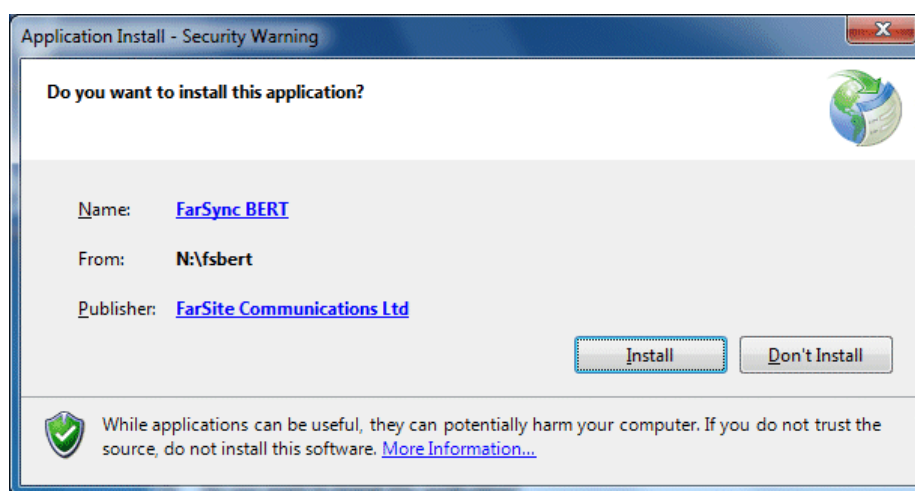 Application Install - Security Warning
Do you want to install this application?
Name: FarSync BERT
From: N:\fsbert
Publisher: FarSite Communications Ltd
Install Don't Install
While applications can be useful, they can potentially harm your computer. If you do not trust the
source, do not install this software. More Information...